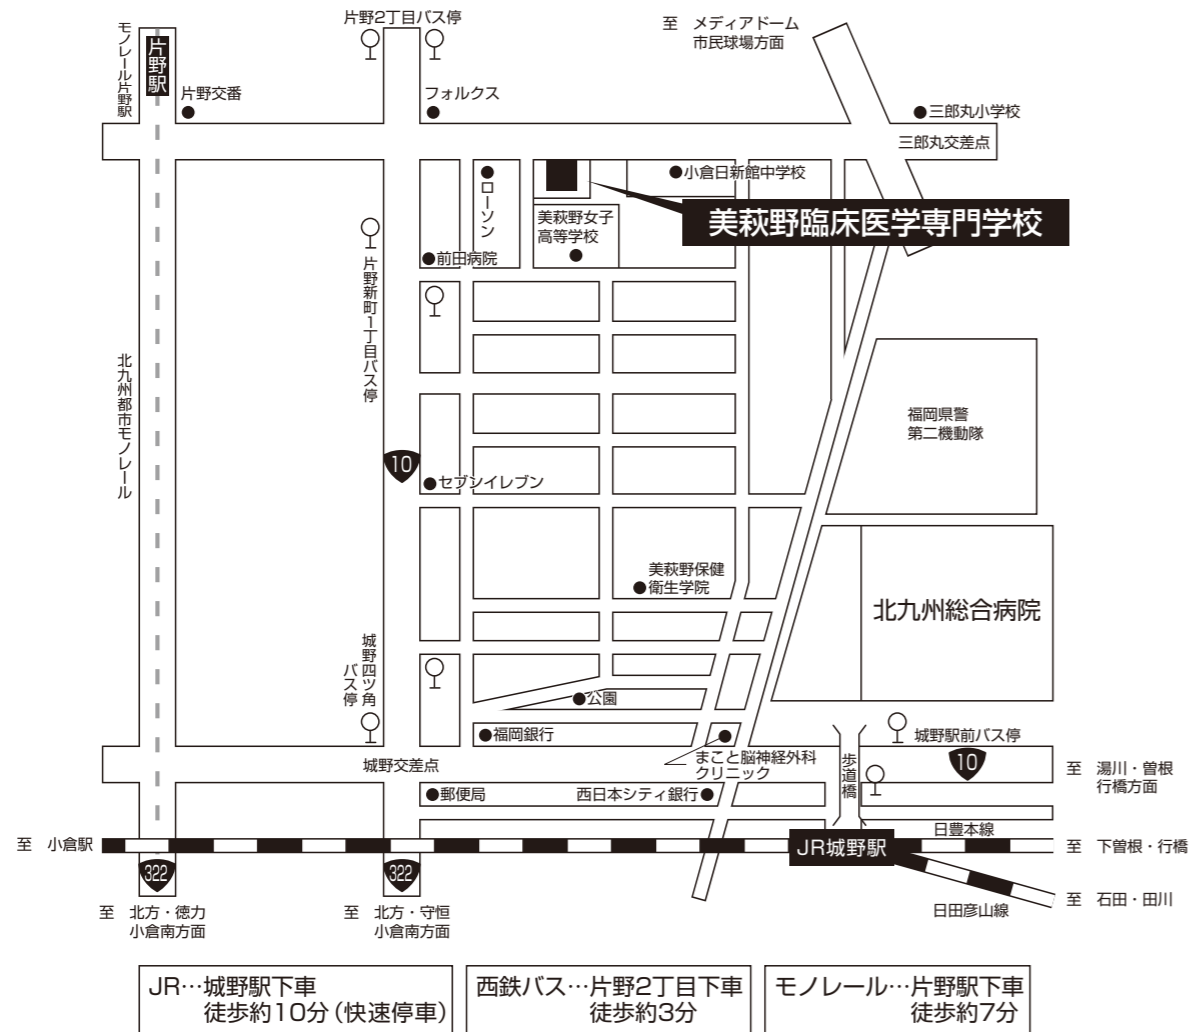 片野2丁目バス停
至 メディアドーム
市民球場方面
モノレール片野駅
片野駅
片野交番
フォルクス
三郎丸小学校
三郎丸交差点
ローソン
小倉日新館中学校
美萩野臨床医学専門学校
美萩野女子
高等学校
前田病院
片野新町1丁目バス停
北九州都市モノレール
福岡県警
第二機動隊
10
セブンイレブン
美萩野保健
衛生学院
北九州総合病院
城野四ツ角
バス停
公園
福岡銀行
城野駅前バス停
まこと脳神経外科
クリニック
歩道橋
10
城野交差点
至 湯川・曽根
行橋方面
郵便局
西日本シティ銀行
日豊本線
至 小倉駅
JR城野駅
至 下曽根・行橋
322
322
至 石田・田川
日田彦山線
至 北方・徳力
小倉南方面
至 北方・守恒
小倉南方面
JR…城野駅下車
徒歩約10分(快速停車)
西鉄バス…片野2丁目下車
徒歩約3分
モノレール…片野駅下車
徒歩約7分